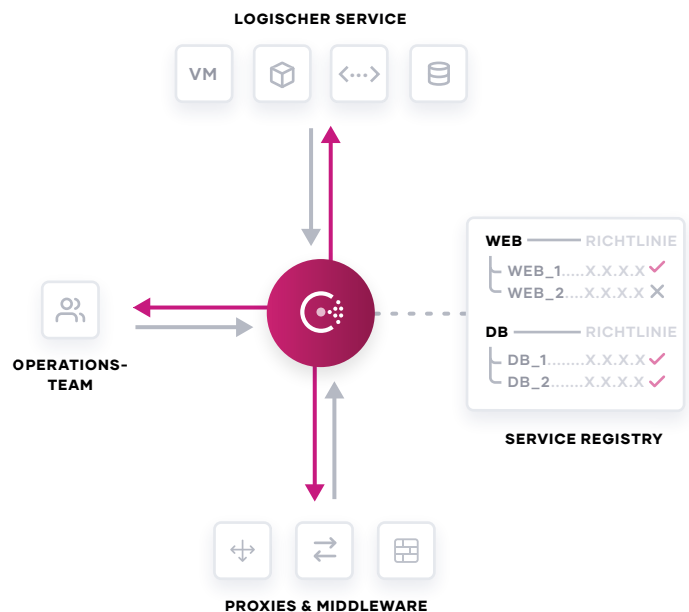 LOGISCHER SERVICE
VM
WEB RICHTLINIE
WEB_1.....X.X.X.X
WEB_2....X.X.X.X
DB RICHTLINIE
DB_1.......X.X.X.X
DB_2.......X.X.X.X
SERVICE REGISTRY
OPERATIONS-
TEAM
PROXIES & MIDDLEWARE